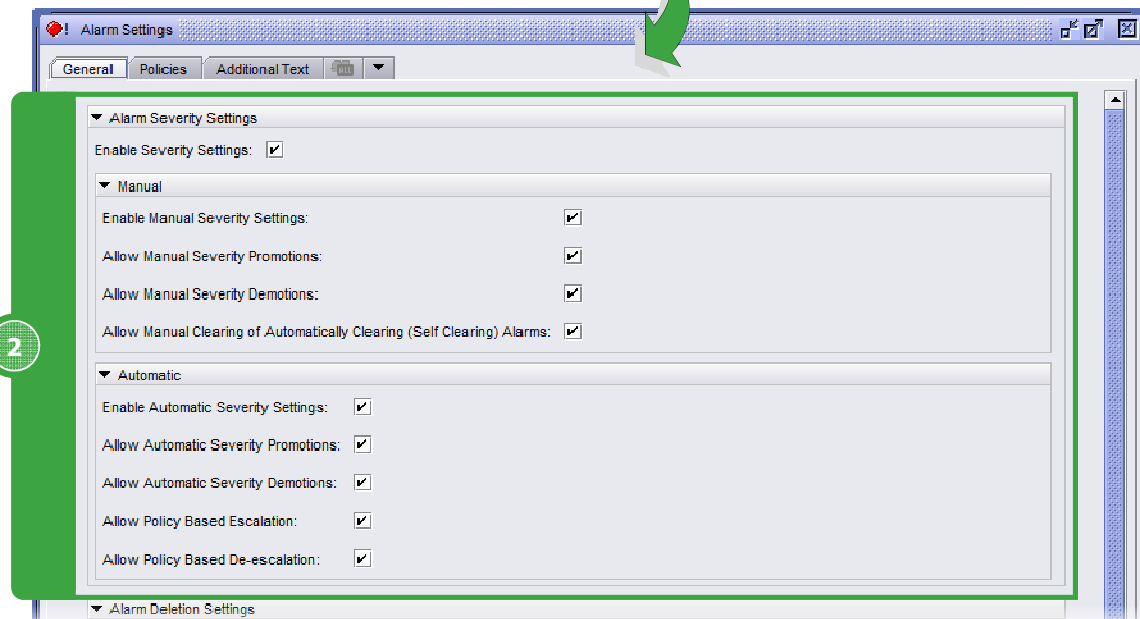 Alarm Settings
General Policies Additional Text ALL
Alarm Severity Settings
Enable Severity Settings:
Manual
Enable Manual Severity Settings:
Allow Manual Severity Promotions:
Allow Manual Severity Demotions:
Allow Manual Clearing of Automatically Clearing (Self Clearing) Alarms:
2
Automatic
Enable Automatic Severity Settings:
Allow Automatic Severity Promotions:
Allow Automatic Severity Demotions:
Allow Policy Based Escalation:
Allow Policy Based De-escalation:
Alarm Deletion Settings